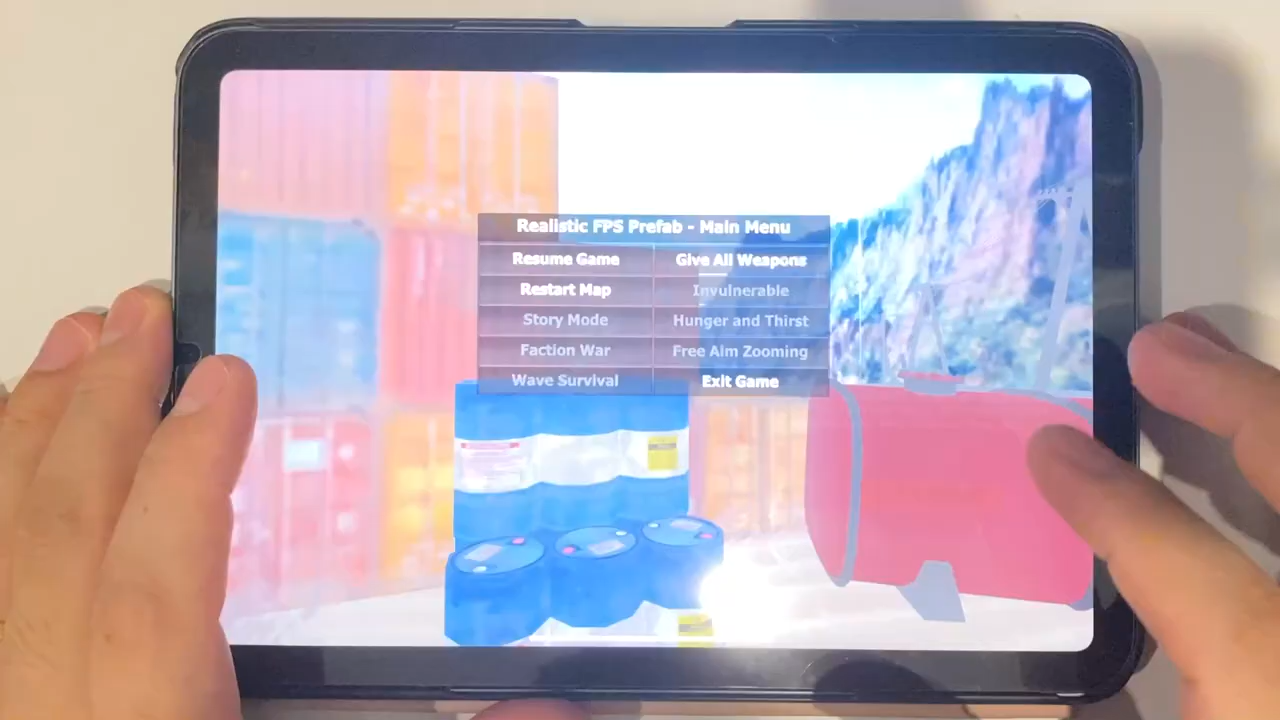 Realistic FPS Prefab - Main Menu
Resume Game Give All Weapons
Restart Map Invulnerable
Story Mode Hunger and Thirst
Faction War Free Aim Zooming
Wave Survival Exit Game